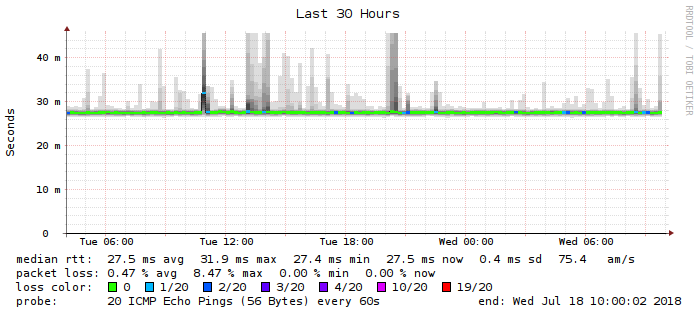 Last 30 Hours
RRDTOOL / TOBI OETIKER
Seconds
40 m
30 m
20 m
10 m
0
Tue 06:00 Tue 12:00 Tue 18:00 Wed 00:00 Wed 06:00
median rtt: 27.5 ms avg 31.9 ms max 27.4 ms min 27.5 ms now 0.4 ms sd 75.4 am/s
packet loss: 0.47 % avg 8.47 % max 0.00 % min 0.00 % now
loss color: 0 1/20 2/20 3/20 4/20 10/20 19/20
probe: 20 ICMP Echo Pings (56 Bytes) every 60s end: Wed Jul 18 10:00:02 2018